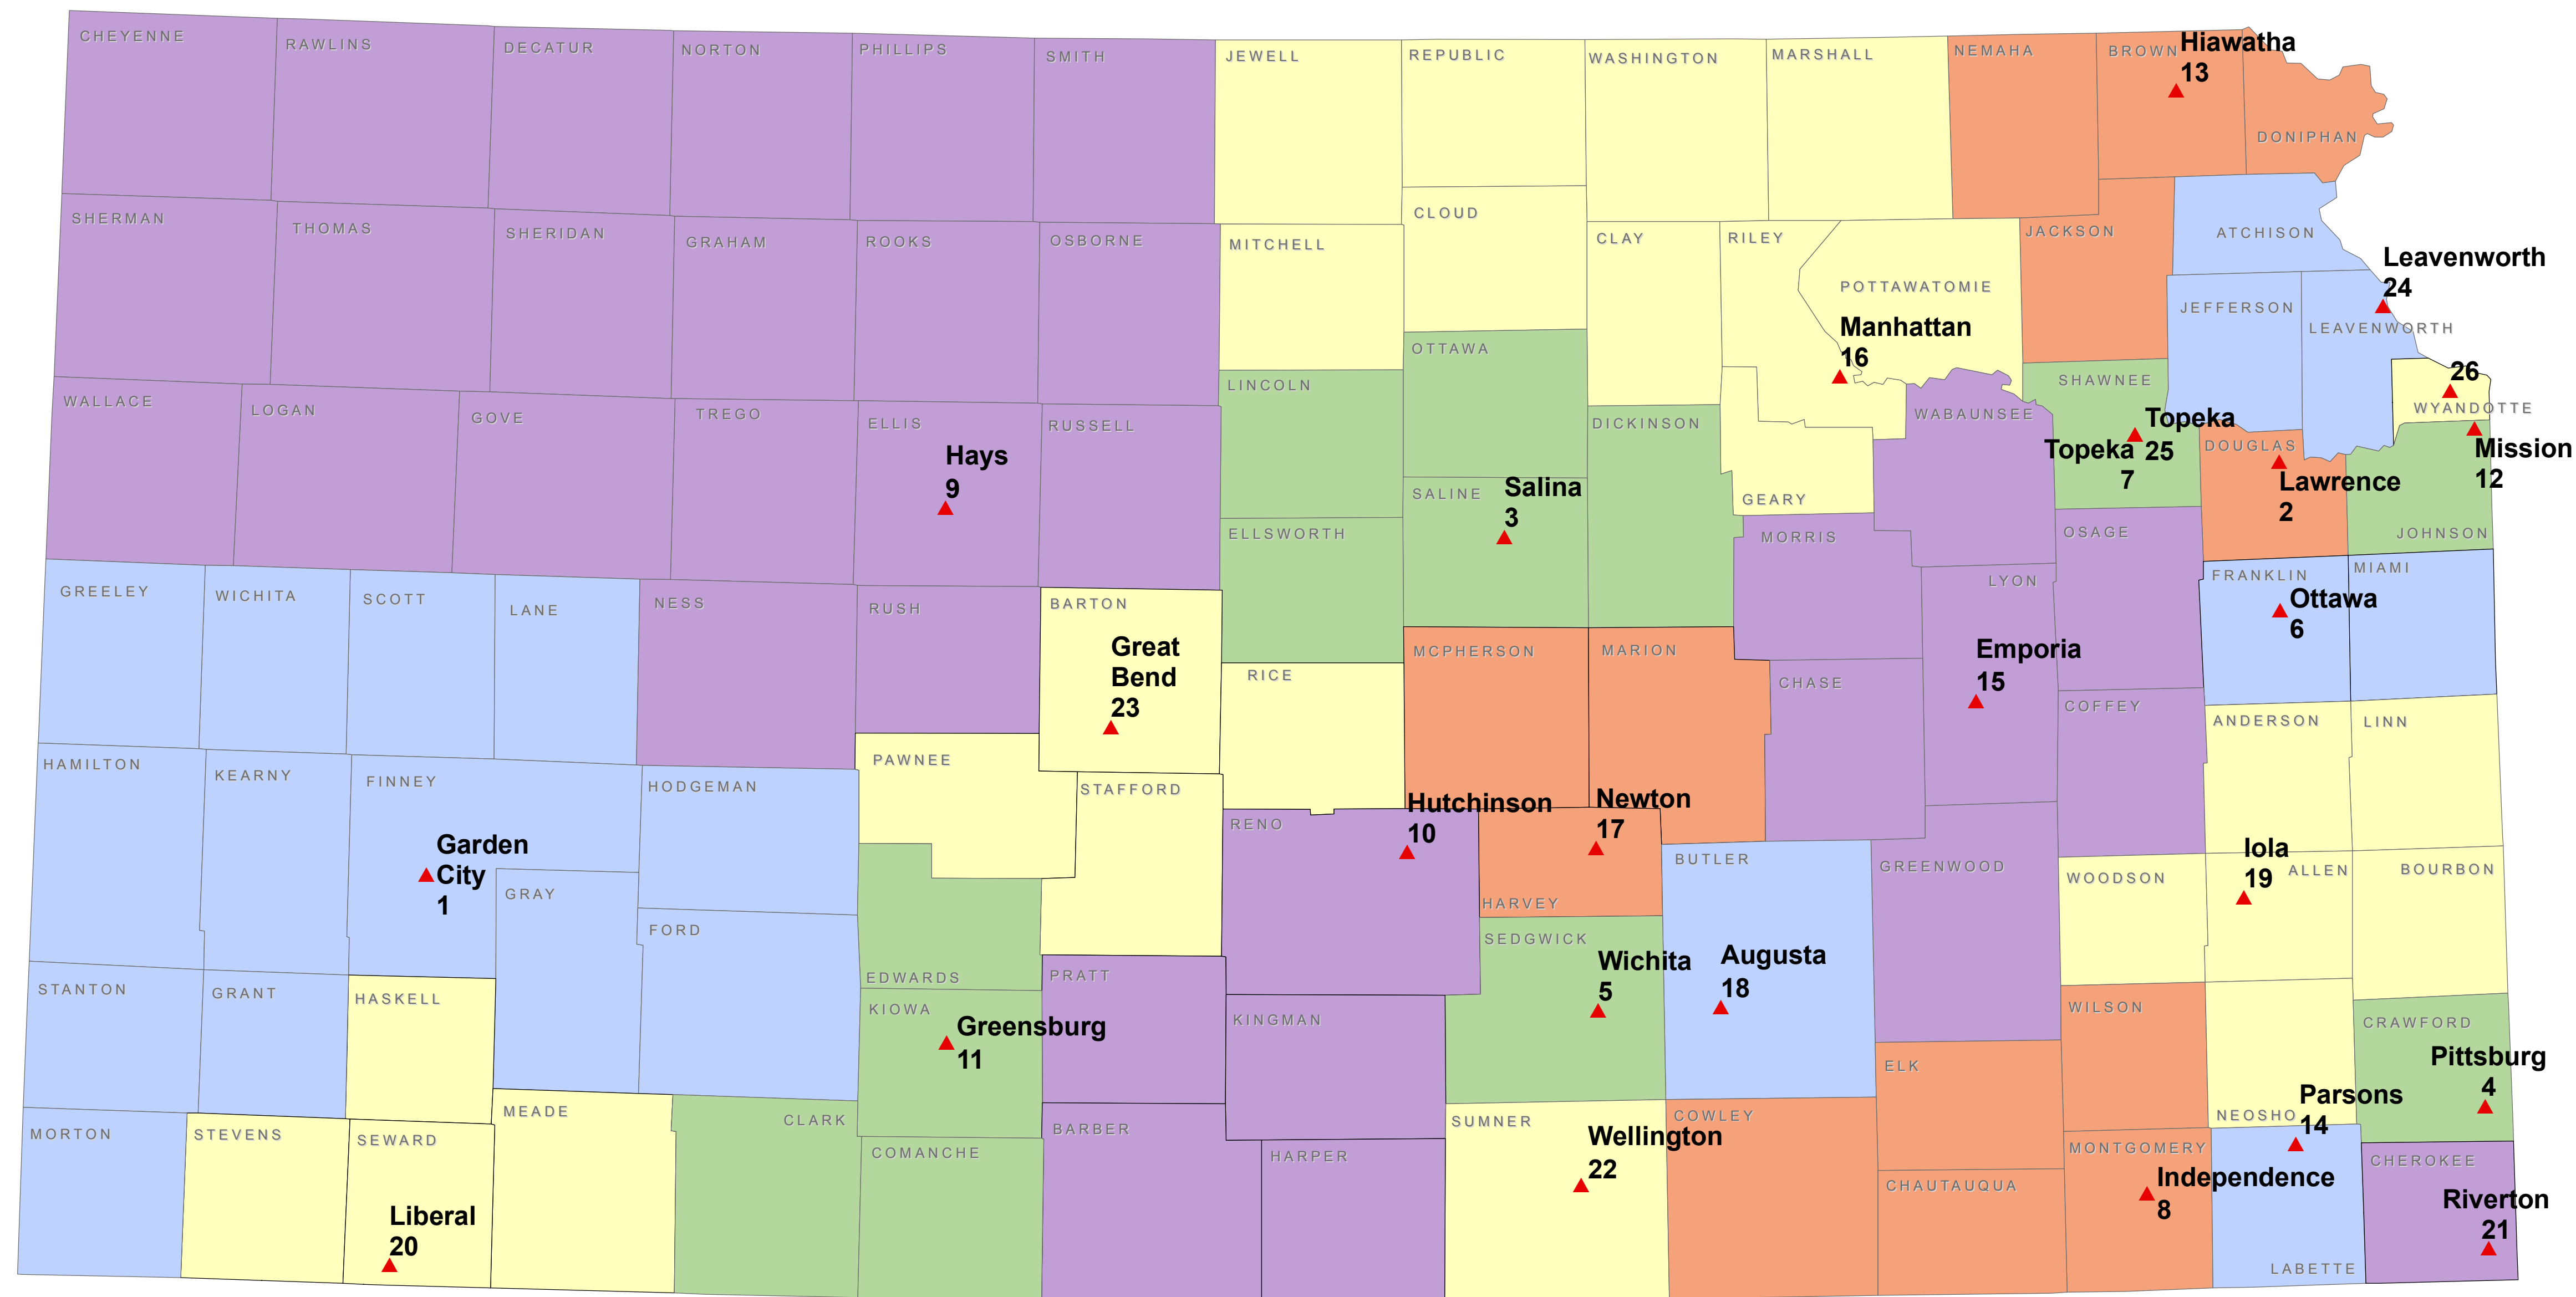 CHEYENNE
RAWLINS
DECATUR
NORTON
PHILLIPS
SMITH
JEWELL
REPUBLIC
WASHINGTON
MARSHALL
NEMAHA
BROWN
Hiawatha
13
DONIPHAN
SHERMAN
THOMAS
SHERIDAN
GRAHAM
ROOKS
OSBORNE
MITCHELL
CLOUD
CLAY
RILEY
POTTAWATOMIE
JACKSON
ATCHISON
JEFFERSON
Leavenworth
24
LEAVENWORTH
Manhattan
16
26
WYANDOTTE
WALLACE
LOGAN
GOVE
TREGO
ELLIS
Hays
9
RUSSELL
LINCOLN
OTTAWA
DICKINSON
GEARY
WABAUNSEE
SHAWNEE
Topeka
25
Topeka
7
DOUGLAS
Lawrence
2
Mission
12
JOHNSON
ELLSWORTH
SALINE
Salina
3
MORRIS
LYON
OSAGE
FRANKLIN
Ottawa
6
MIAMI
GREELEY
WICHITA
SCOTT
LANE
NESS
RUSH
BARTON
Great
Bend
23
RICE
MCPHERSON
MARION
CHASE
Emporia
15
COFFEY
ANDERSON
LINN
HAMILTON
KEARNY
FINNEY
Garden
City
1
HODGEMAN
PAWNEE
STAFFORD
RENO
Hutchinson
10
Newton
17
HARVEY
BUTLER
GREENWOOD
WOODSON
Iola
19
ALLEN
BOURBON
GRAY
FORD
EDWARDS
SEDGWICK
Wichita
5
Augusta
18
STANTON
GRANT
HASKELL
KIOWA
Greensburg
11
PRATT
KINGMAN
ELK
WILSON
NEOSHO
CRAWFORD
Pittsburg
4
Parsons
14
MORTON
STEVENS
SEWARD
Liberal
20
MEADE
CLARK
COMANCHE
BARBER
HARPER
SUMNER
Wellington
22
COWLEY
CHAUTAUQUA
MONTGOMERY
Independence
8
LABETTE
CHEROKEE
Riverton
21